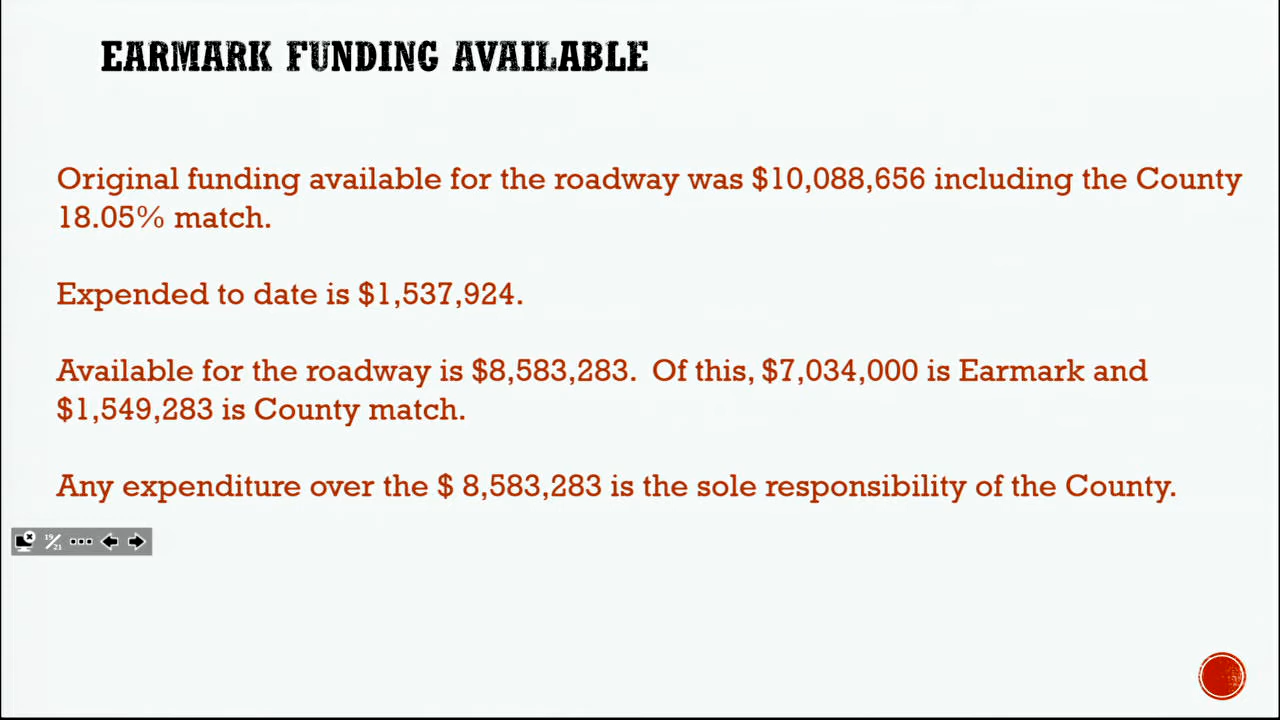 EARMARK FUNDING AVAILABLE
Original funding available for the roadway was $10,088,656 including the County
18.05% match.
Expended to date is $1,537,924.
Available for the roadway is $8,583,283.  Of this, $7,034,000 is Earmark and
$1,549,283 is County match.
Any expenditure over the $ 8,583,283 is the sole responsibility of the County.
19/21